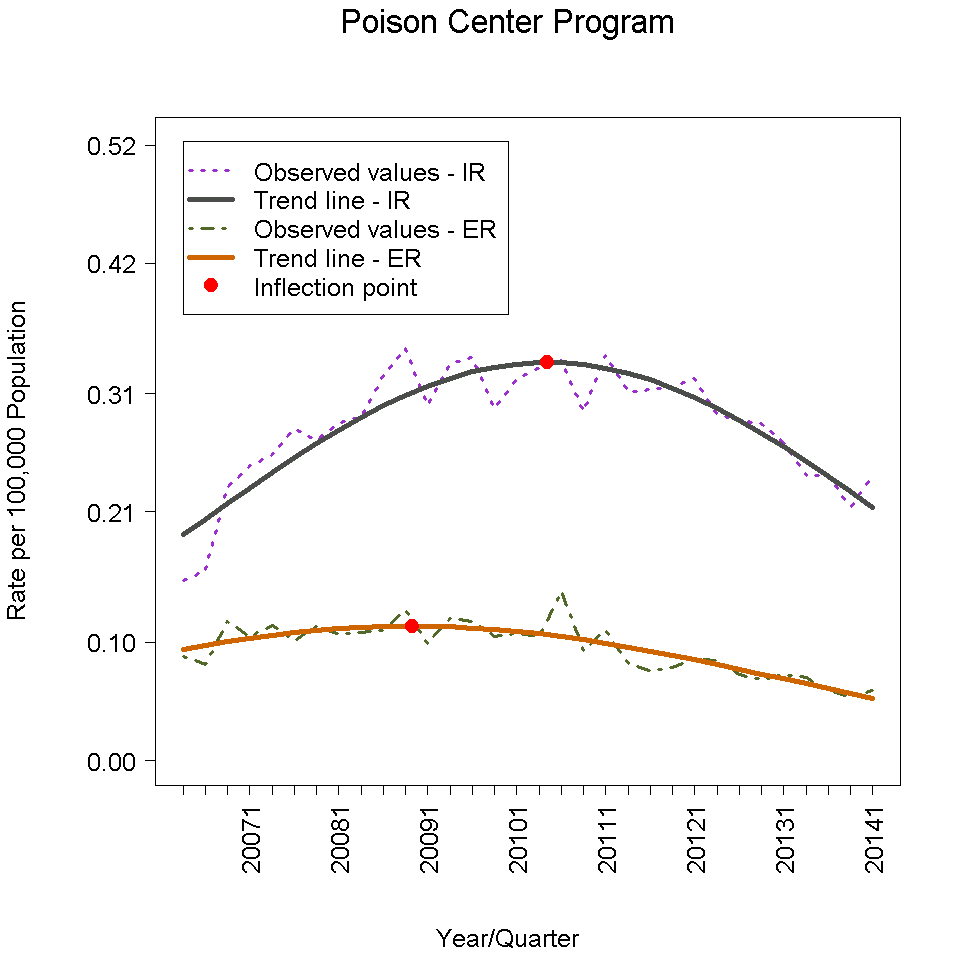 Poison Center Program
Observed values - IR
Trend line - IR
Observed values - ER
Trend line - ER
Inflection point
Rate per 100,000 Population
0.52
0.42
0.31
0.21
0.10
0.00
20071
20081
20091
20101
20111
20121
20131
20141
Year/Quarter